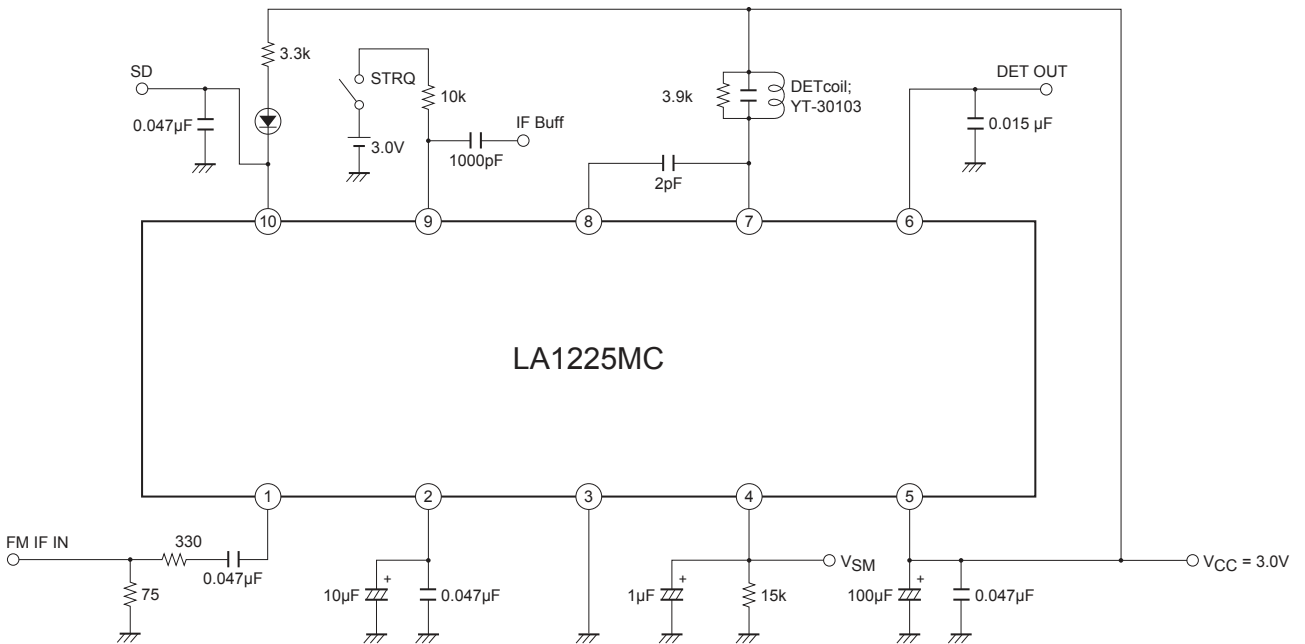 3.3k
SD
STRQ
DETcoil;
YT-30103
DET OUT
3.9k
10k
0.047µF
0.015 µF
IF Buff
3.0V
1000pF
2pF
10
9
8
7
6
LA1225MC
1
2
3
4
5
FM IF IN
330
0.047µF
75
+
10µF
0.047µF
+
1µF
15k
VSM
+
100µF
0.047µF
VCC = 3.0V